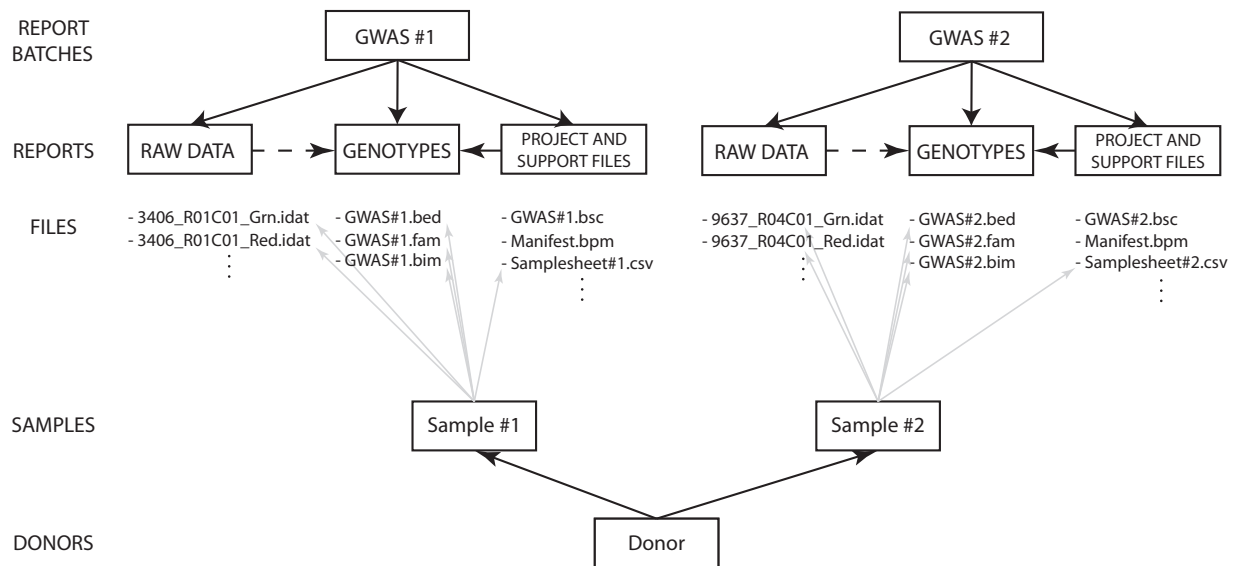 REPORT
BATCHES
GWAS #1
GWAS #2
REPORTS
RAW DATA
GENOTYPES
PROJECT AND
SUPPORT FILES
RAW DATA
GENOTYPES
PROJECT AND
SUPPORT FILES
FILES
- 3406_R01C01_Grn.idat
- 3406_R01C01_Red.idat
- GWAS#1.bed
- GWAS#1.fam
- GWAS#1.bim
- GWAS#1.bsc
- Manifest.bpm
- Samplesheet#1.csv
- 9637_R04C01_Grn.idat
- 9637_R04C01_Red.idat
- GWAS#2.bed
- GWAS#2.fam
- GWAS#2.bim
- GWAS#2.bsc
- Manifest.bpm
- Samplesheet#2.csv
SAMPLES
Sample #1
Sample #2
DONORS
Donor